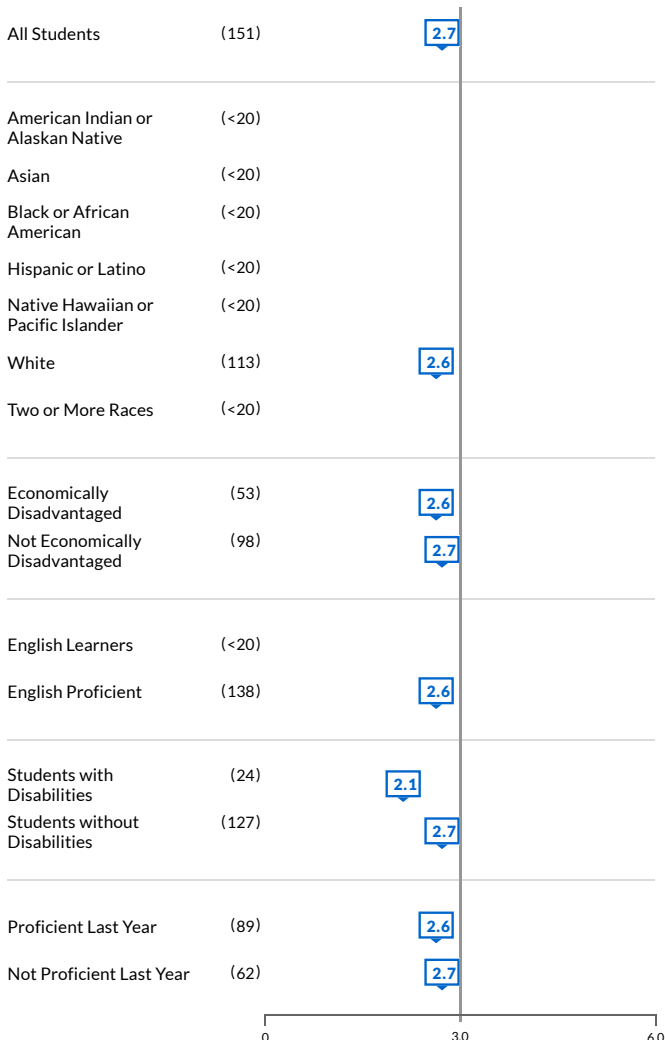 All Students (151) 2.7
American Indian or (<20)
Alaskan Native
Asian (<20)
Black or African (<20)
American
Hispanic or Latino (<20)
Native Hawaiian or (<20)
Pacific Islander
White (113) 2.6
Two or More Races (<20)
Economically (53) 2.6
Disadvantaged
Not Economically (98) 2.7
Disadvantaged
English Learners (<20)
English Proficient (138) 2.6
Students with (24) 2.1
Disabilities
Students without (127) 2.7
Disabilities
Proficient Last Year (89) 2.6
Not Proficient Last Year (62) 2.7
0 3.0 6.0